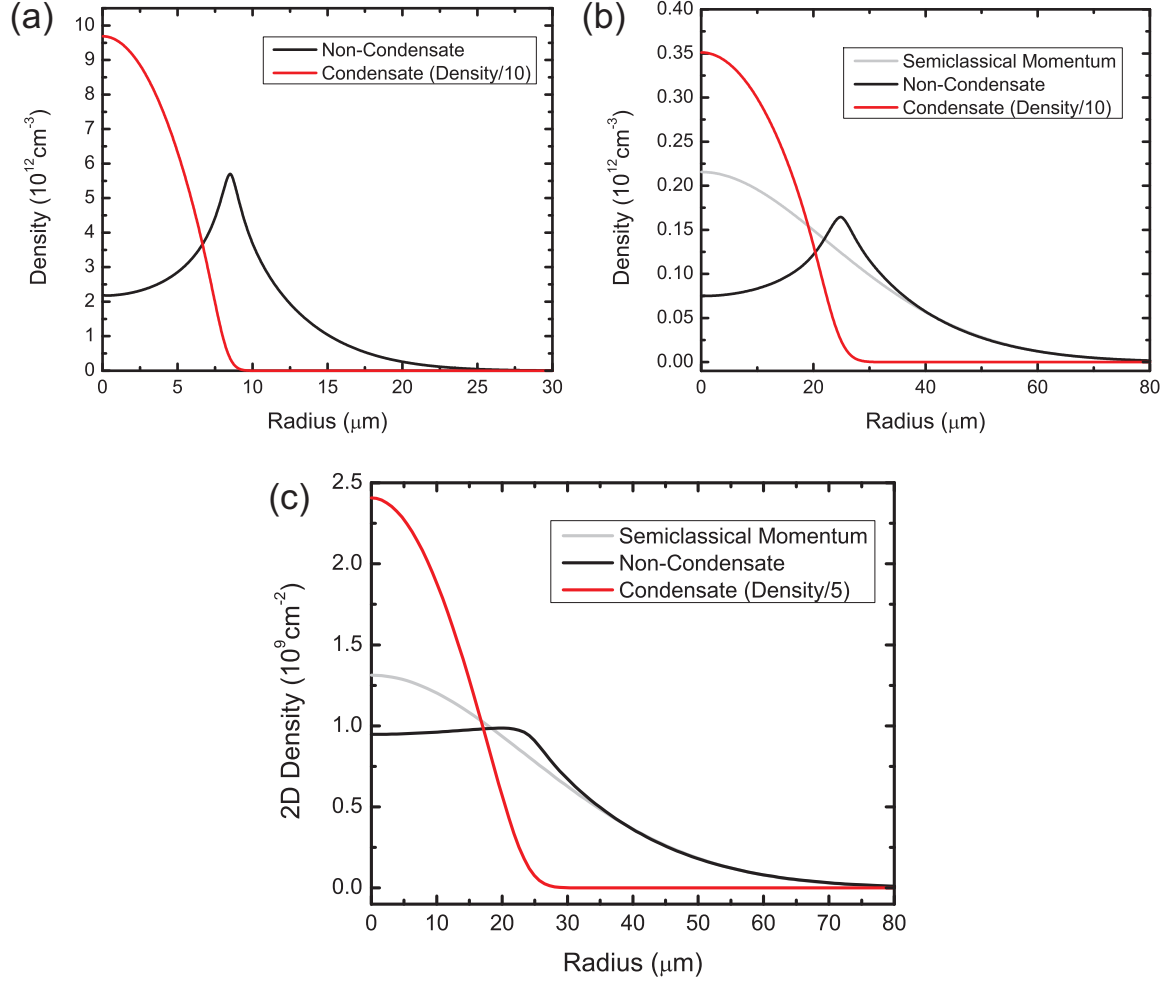 (a)
10
9
8
7
6
5
4
3
2
1
0
Density (10¹²cm⁻³)
Non-Condensate
Condensate (Density/10)
0 5 10 15 20 25 30
Radius (μm)
(b)
0.40
0.35
0.30
0.25
0.20
0.15
0.10
0.05
0.00
Density (10¹²cm⁻³)
Semiclassical Momentum
Non-Condensate
Condensate (Density/10)
0 20 40 60 80
Radius (μm)
(c)
2.5
2.0
1.5
1.0
0.5
0.0
2D Density (10⁹cm⁻²)
Semiclassical Momentum
Non-Condensate
Condensate (Density/5)
0 10 20 30 40 50 60 70 80
Radius (μm)